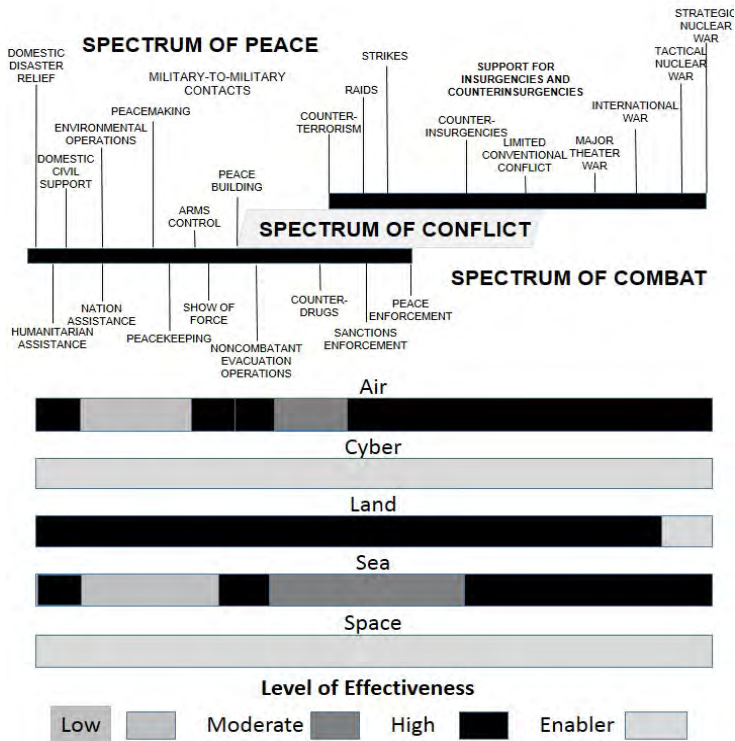 SPECTRUM OF PEACE
DOMESTIC
DISASTER
RELIEF
MILITARY-TO-MILITARY
CONTACTS
PEACEMAKING
ENVIRONMENTAL
OPERATIONS
DOMESTIC
CIVIL
SUPPORT
ARMS
CONTROL
PEACE
BUILDING
COUNTER-
TERRORISM
RAIDS
STRIKES
SUPPORT FOR
INSURGENCIES AND
COUNTERINSURGENCIES
COUNTER-
INSURGENCIES
LIMITED
CONVENTIONAL
CONFLICT
MAJOR
THEATER
WAR
INTERNATIONAL
WAR
TACTICAL
NUCLEAR
WAR
STRATEGIC
NUCLEAR
WAR
SPECTRUM OF CONFLICT
SPECTRUM OF COMBAT
HUMANITARIAN
ASSISTANCE
NATION
ASSISTANCE
PEACEKEEPING
SHOW OF
FORCE
NONCOMBATANT
EVACUATION
OPERATIONS
COUNTER-
DRUGS
SANCTIONS
ENFORCEMENT
PEACE
ENFORCEMENT
Air
Cyber
Land
Sea
Space
Level of Effectiveness
Low Moderate High Enabler